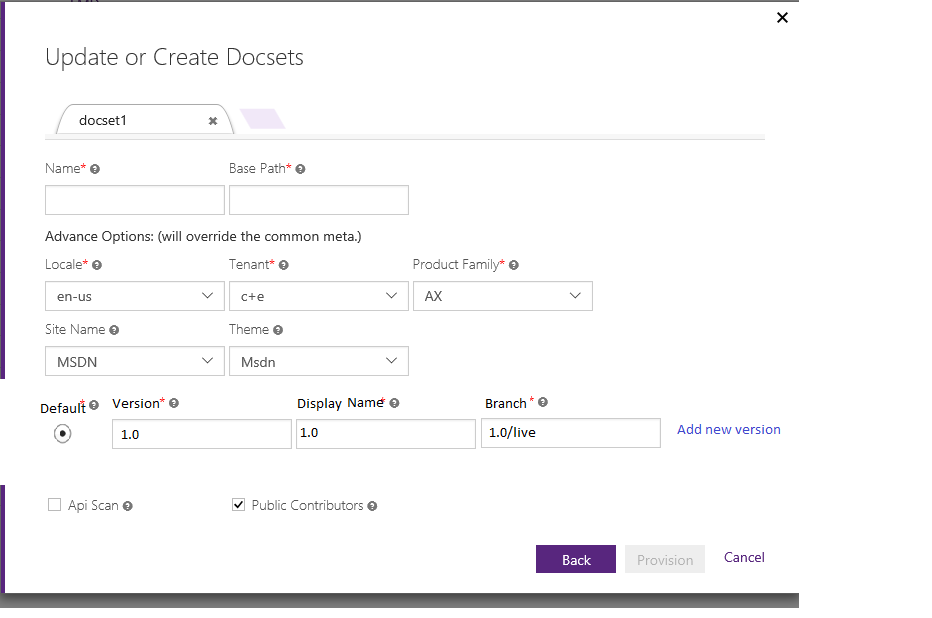 Update or Create Docsets
docset1
Name* Base Path*
Advance Options: (will override the common meta.)
Locale* Tenant* Product Family*
en-us c+e AX
Site Name Theme
MSDN Msdn
Default* Version* Display Name* Branch*
1.0 1.0 1.0/live Add new version
Api Scan Public Contributors
Back Provision Cancel